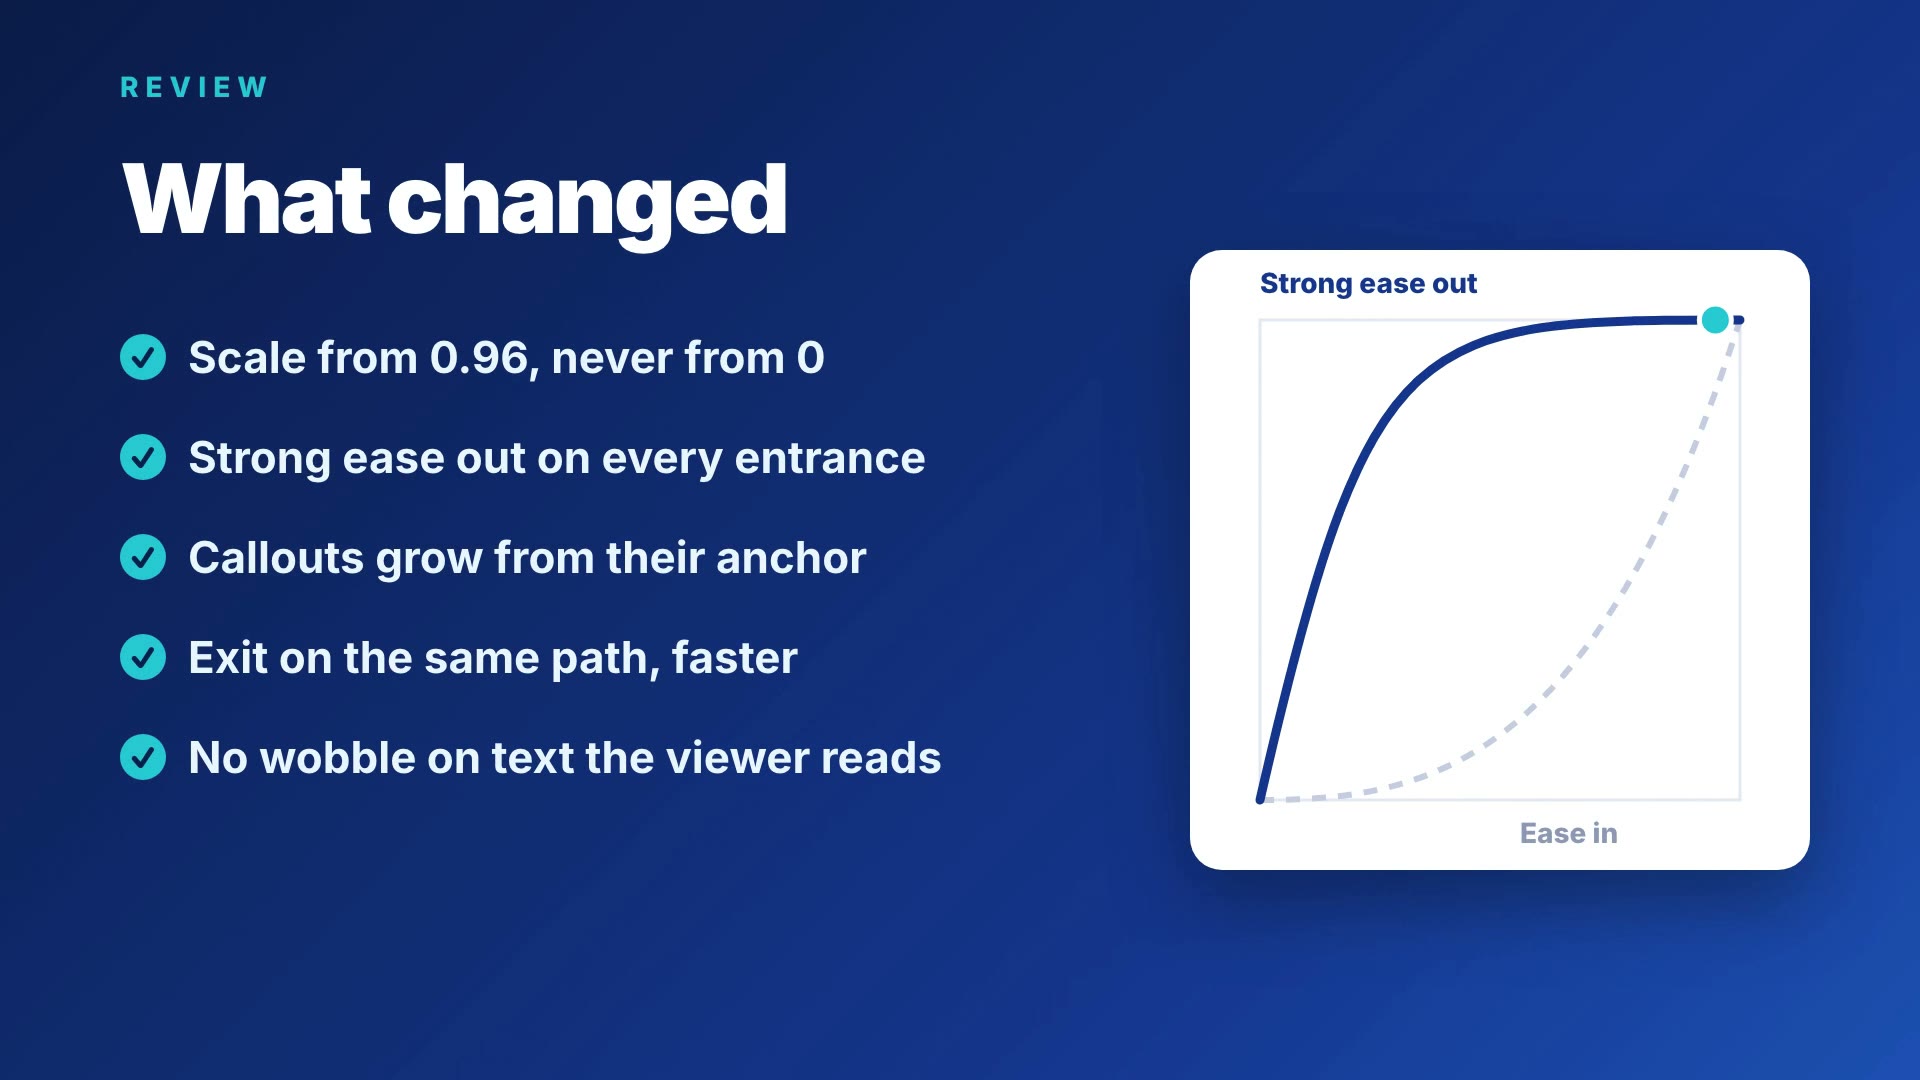 REVIEW
What changed
Scale from 0.96, never from 0
Strong ease out on every entrance
Callouts grow from their anchor
Exit on the same path, faster
No wobble on text the viewer reads
Strong ease out
Ease in